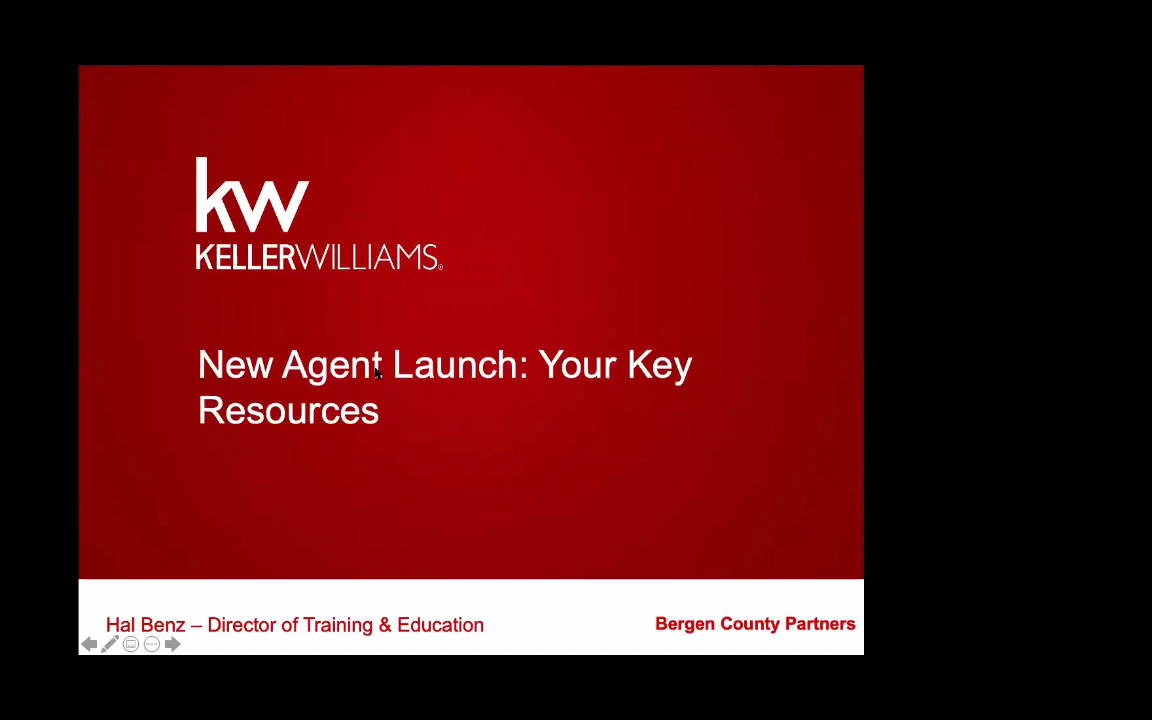 kw
KELLERWILLIAMS®
New Agent Launch: Your Key
Resources
Hal Benz – Director of Training & Education
Bergen County Partners